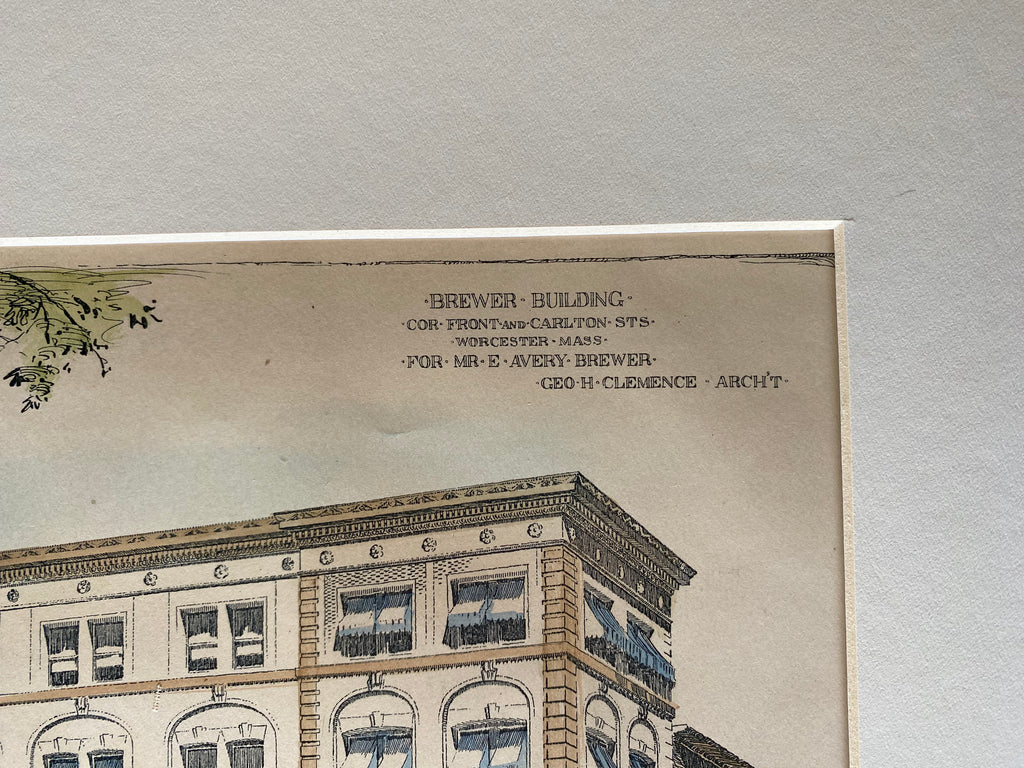 ·BREWER· BUILDING·
·COR· FRONT·AND·CARLTON· STS·
·WORCESTER· MASS·
·FOR· MR· E· AVERY· BREWER·
·GEO·H·CLEMENCE · ARCH'T·